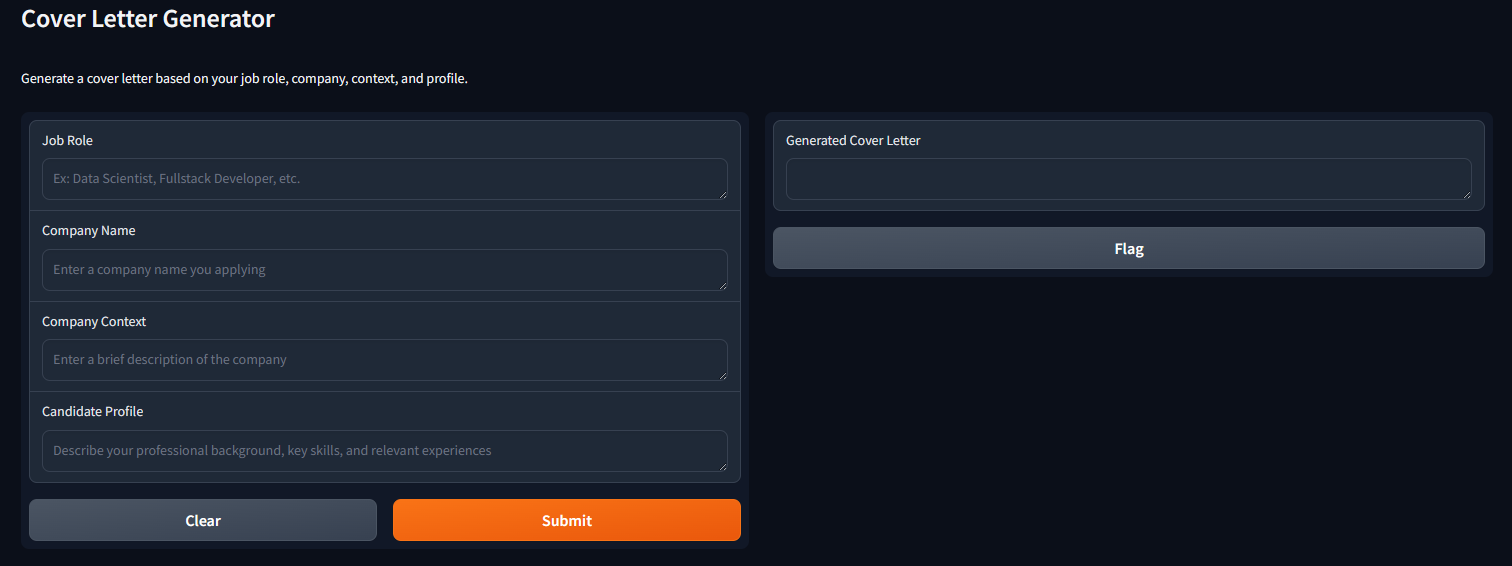 Cover Letter Generator
Generate a cover letter based on your job role, company, context, and profile.
Job Role
Ex: Data Scientist, Fullstack Developer, etc.
Company Name
Enter a company name you applying
Company Context
Enter a brief description of the company
Candidate Profile
Describe your professional background, key skills, and relevant experiences
Clear
Submit
Generated Cover Letter
Flag